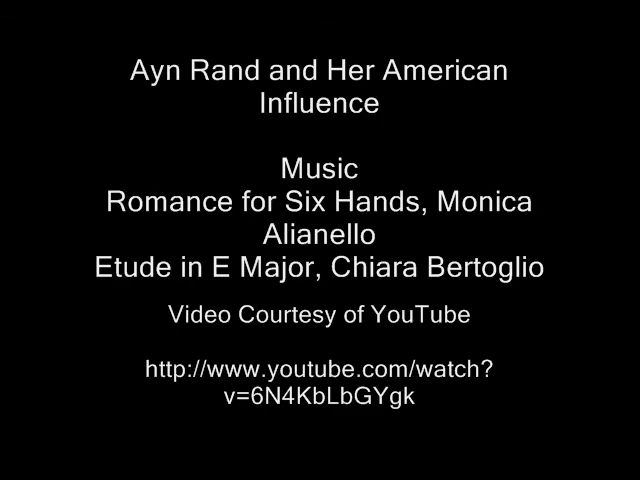 Ayn Rand and Her American
Influence
Music
Romance for Six Hands, Monica
Alianello
Etude in E Major, Chiara Bertoglio
Video Courtesy of YouTube
http://www.youtube.com/watch?
v=6N4KbLbGYgk